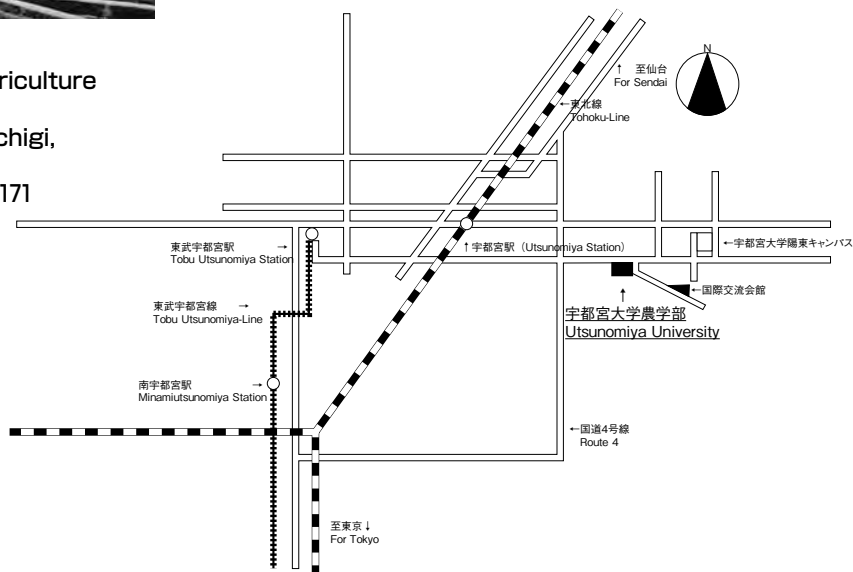 riculture
chigi,
171
N
↑ 至仙台
For Sendai
←東北線
Tohoku-Line
東武宇都宮駅 →
Tobu Utsunomiya Station
↑宇都宮駅（Utsunomiya Station）
←宇都宮大学陽東キャンパス
←国際交流会館
東武宇都宮線 →
Tobu Utsunomiya-Line
↑
宇都宮大学農学部
Utsunomiya University
南宇都宮駅 →
Minamiutsunomiya Station
←国道4号線
Route 4
至東京↓
For Tokyo